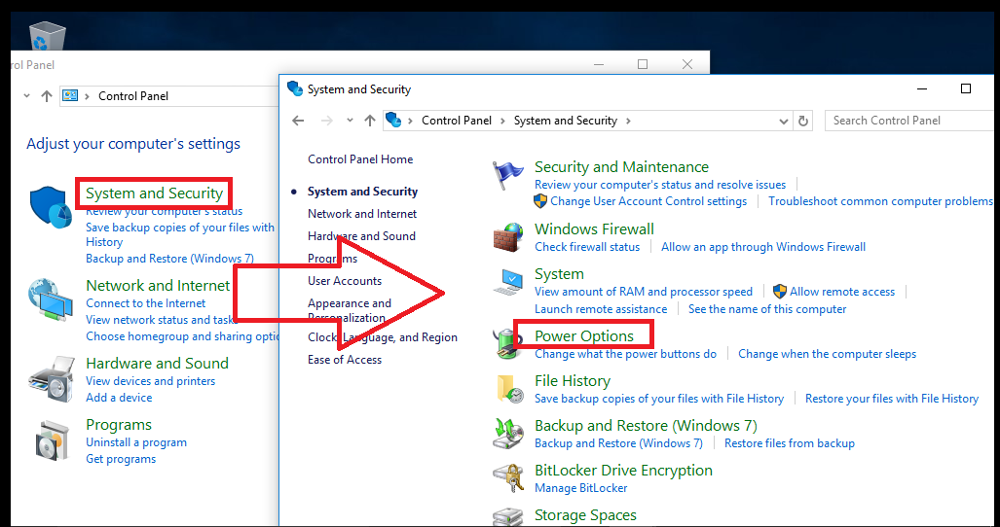 rol Panel
Control Panel
Adjust your computer's settings
System and Security
Review your computer's status
Save backup copies of your files with
History
Backup and Restore (Windows 7)
Network and Internet
Connect to the Internet
View network status and tasks
Choose homegroup and sharing optio
Hardware and Sound
View devices and printers
Add a device
Programs
Uninstall a program
Get programs
System and Security
Control Panel
System and Security
Search Control Panel
Control Panel Home
System and Security
Network and Internet
Hardware and Sound
Programs
User Accounts
Appearance and
Personalization
Clock, Language, and Region
Ease of Access
Security and Maintenance
Review your computer's status and resolve issues
Change User Account Control settings
Troubleshoot common computer problems
Windows Firewall
Check firewall status
Allow an app through Windows Firewall
System
View amount of RAM and processor speed
Allow remote access
Launch remote assistance
See the name of this computer
Power Options
Change what the power buttons do
Change when the computer sleeps
File History
Save backup copies of your files with File History
Restore your files with File History
Backup and Restore (Windows 7)
Backup and Restore (Windows 7)
Restore files from backup
BitLocker Drive Encryption
Manage BitLocker
Storage Spaces